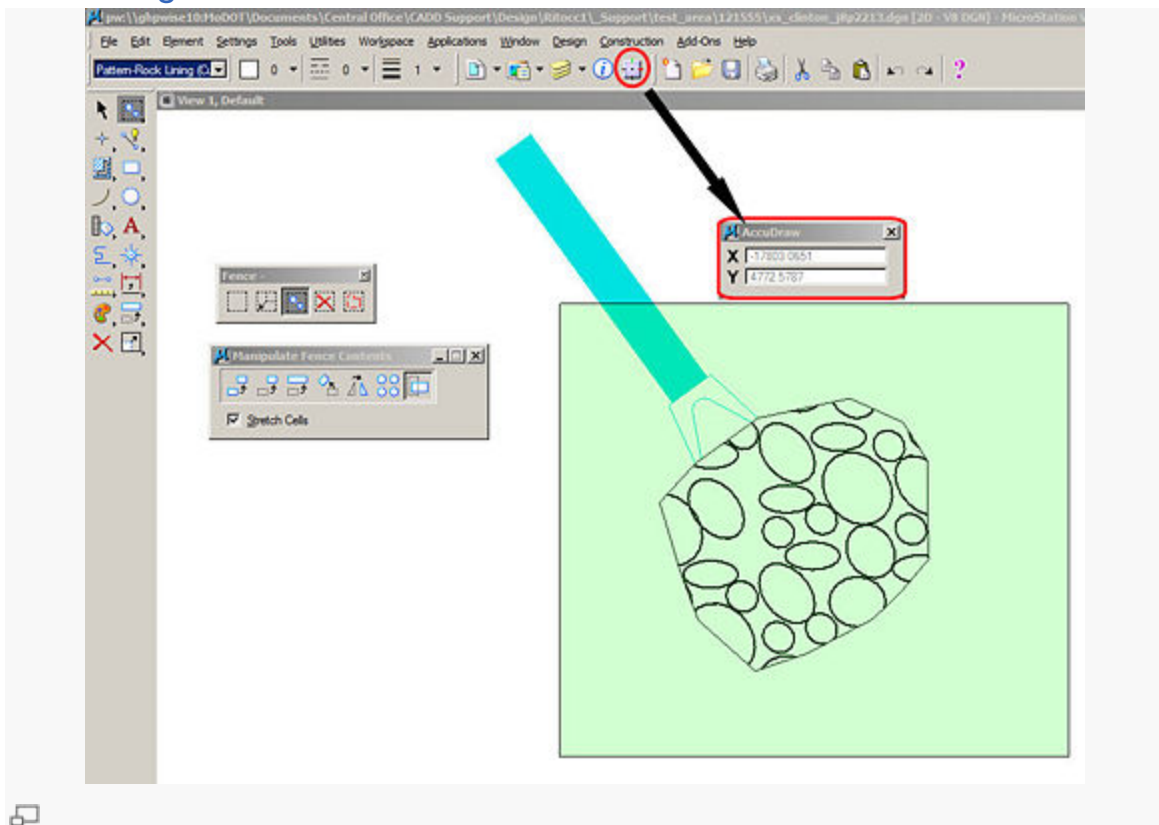 pw:\\ghpwise10:MoDOT\Documents\Central Office\CADD Support\Design\Ritocc1\_Support\test_area\121555\xs_clinton_jRp2213.dgn [2D - V8 DGN] - MicroStation V
File Edit Element Settings Tools Utilities Workspace Applications Window Design Construction Add-Ons Help
Pattern-Rock Lining 0 0 1
View 1, Default
AccuDraw
X -17803.0651
Y 4772.5787
Fence -
Manipulate Fence Contents
Stretch Cells